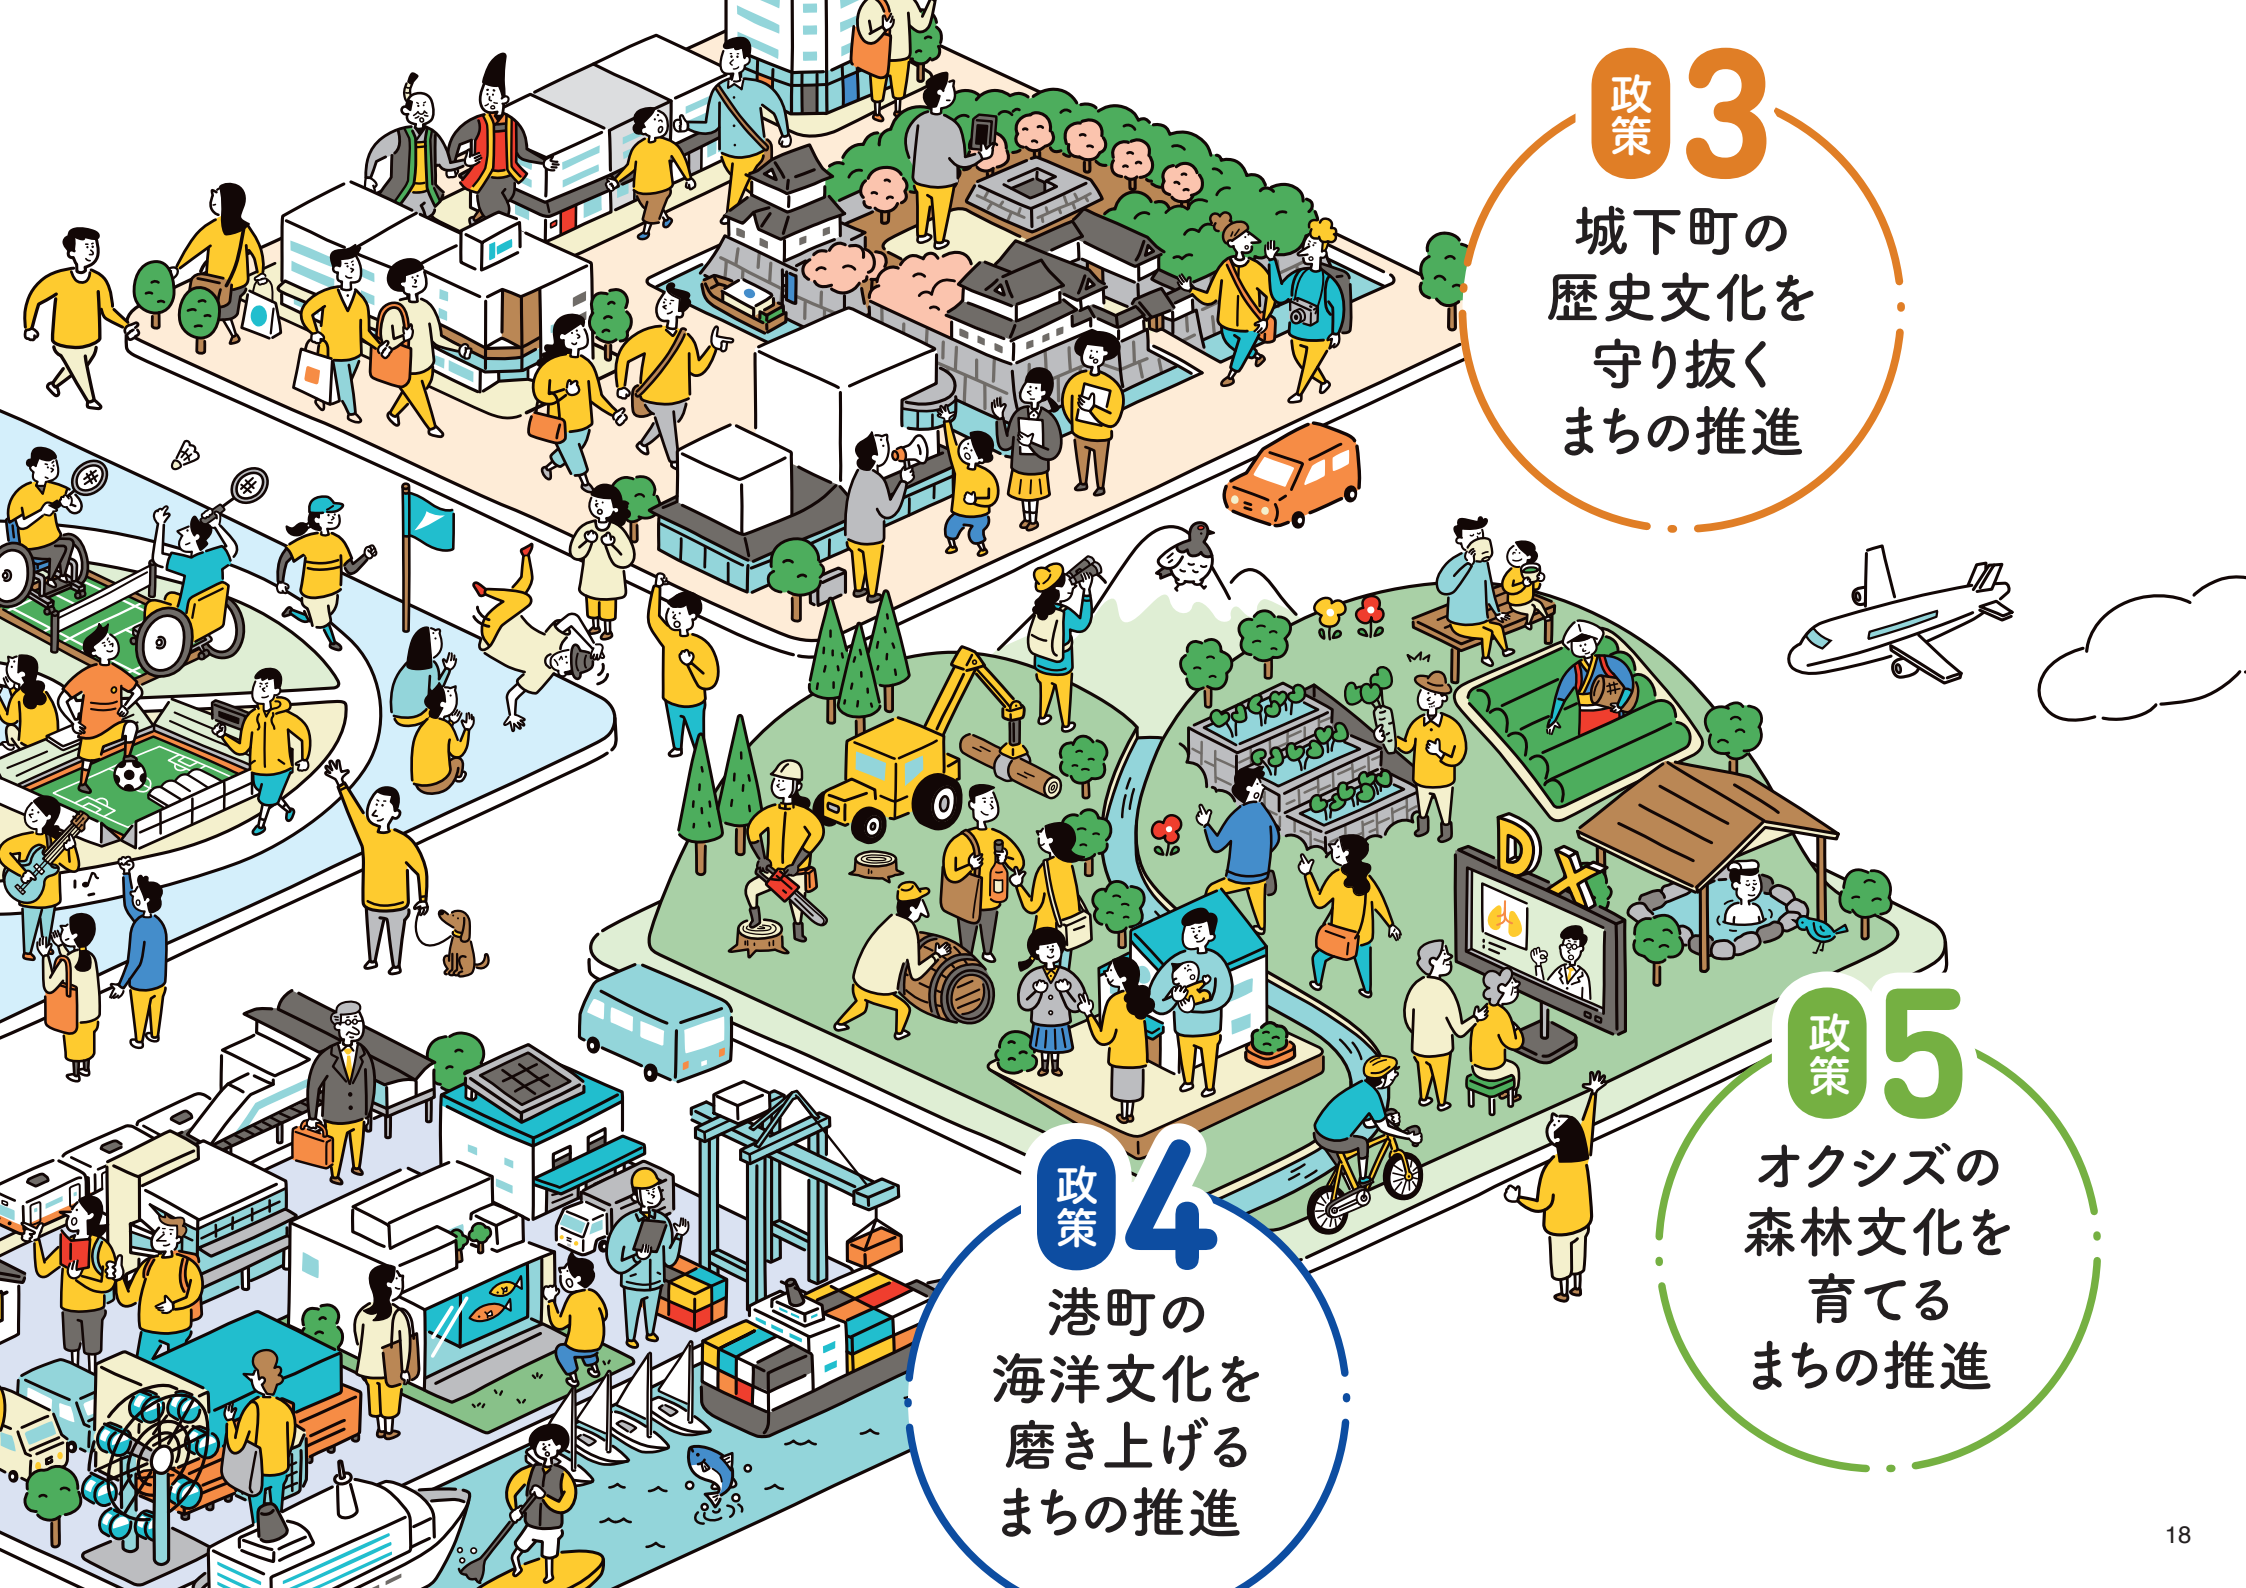 政策3
城下町の
歴史文化を
守り抜く
まちの推進
DX
政策5
オクシズの
森林文化を
育てる
まちの推進
政策4
港町の
海洋文化を
磨き上げる
まちの推進
18